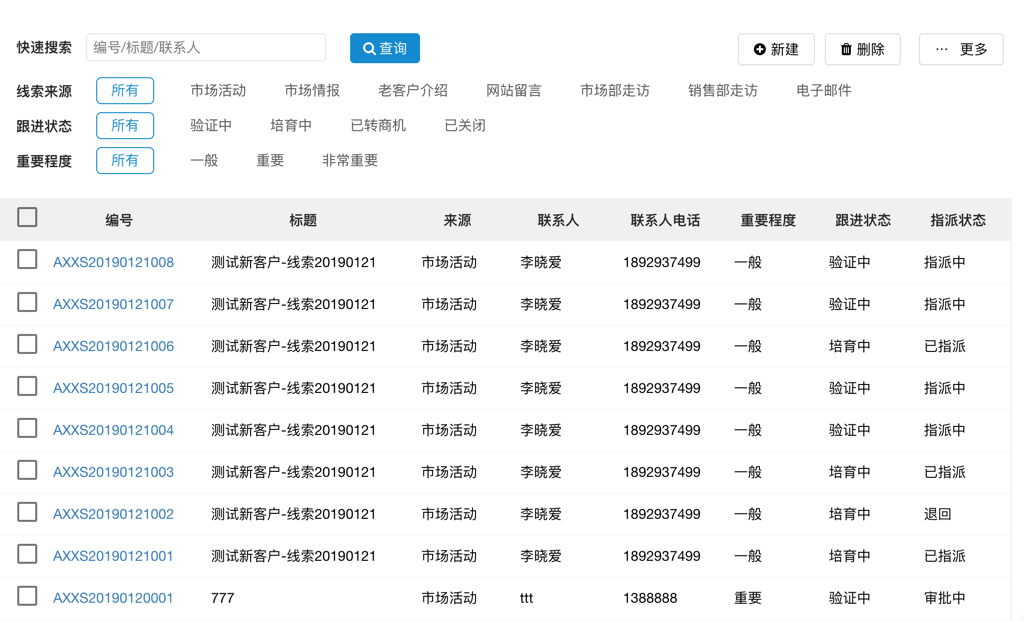 快速搜索 编号/标题/联系人 查询 新建 删除 ··· 更多
线索来源 所有 市场活动 市场情报 老客户介绍 网站留言 市场部走访 销售部走访 电子邮件
跟进状态 所有 验证中 培育中 已转商机 已关闭
重要程度 所有 一般 重要 非常重要
编号 标题 来源 联系人 联系人电话 重要程度 跟进状态 指派状态
AXXS20190121008 测试新客户-线索20190121 市场活动 李晓爱 1892937499 一般 验证中 指派中
AXXS20190121007 测试新客户-线索20190121 市场活动 李晓爱 1892937499 一般 验证中 指派中
AXXS20190121006 测试新客户-线索20190121 市场活动 李晓爱 1892937499 一般 培育中 已指派
AXXS20190121005 测试新客户-线索20190121 市场活动 李晓爱 1892937499 一般 验证中 指派中
AXXS20190121004 测试新客户-线索20190121 市场活动 李晓爱 1892937499 一般 验证中 指派中
AXXS20190121003 测试新客户-线索20190121 市场活动 李晓爱 1892937499 一般 培育中 已指派
AXXS20190121002 测试新客户-线索20190121 市场活动 李晓爱 1892937499 一般 培育中 退回
AXXS20190121001 测试新客户-线索20190121 市场活动 李晓爱 1892937499 一般 培育中 已指派
AXXS20190120001 777 市场活动 ttt 1388888 重要 验证中 审批中